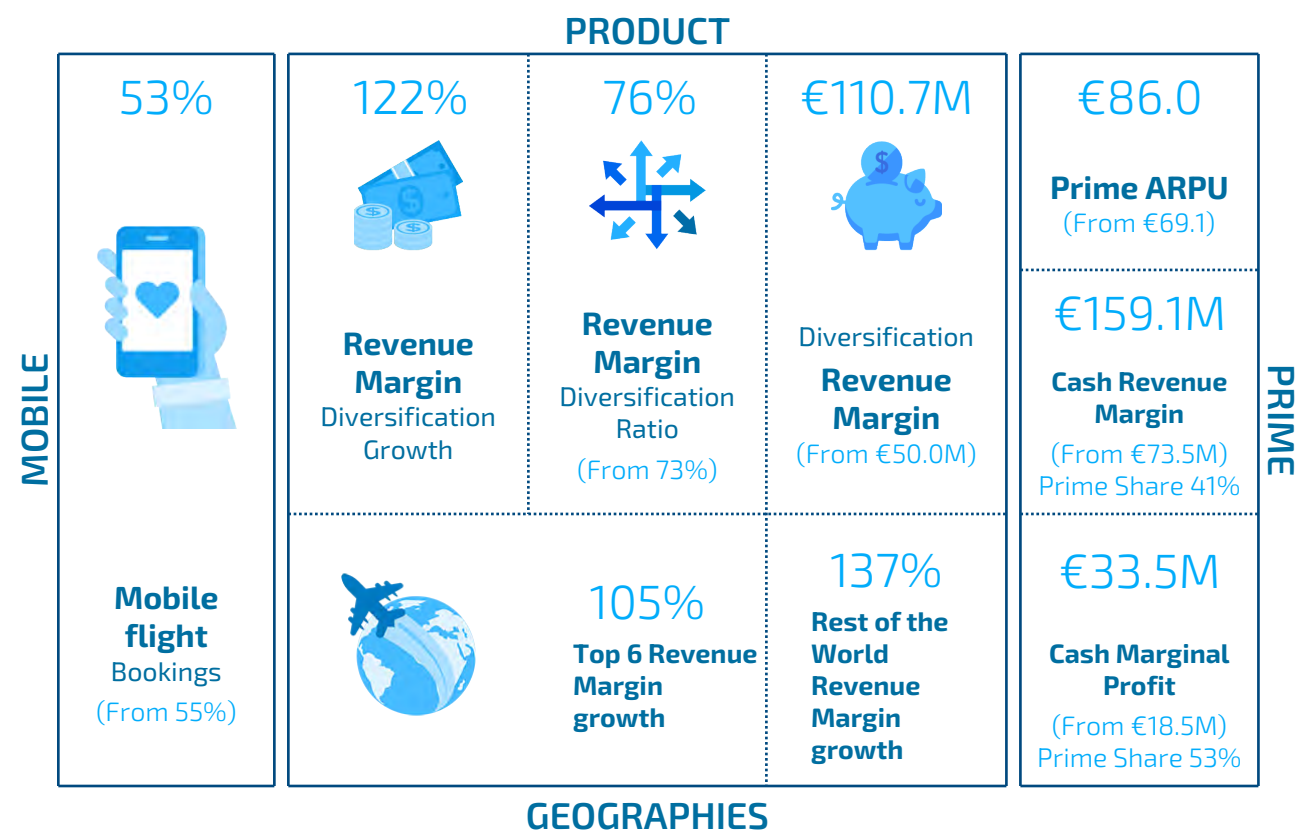 PRODUCT
MOBILE
53%
Mobile
flight
Bookings
(From 55%)
122%
Revenue
Margin
Diversification
Growth
76%
Revenue
Margin
Diversification
Ratio
(From 73%)
€110.7M
$
Diversification
Revenue
Margin
(From €50.0M)
105%
Top 6 Revenue
Margin
growth
137%
Rest of the
World
Revenue
Margin
growth
GEOGRAPHIES
€86.0
Prime ARPU
(From €69.1)
€159.1M
Cash Revenue
Margin
(From €73.5M)
Prime Share 41%
€33.5M
Cash Marginal
Profit
(From €18.5M)
Prime Share 53%
PRIME